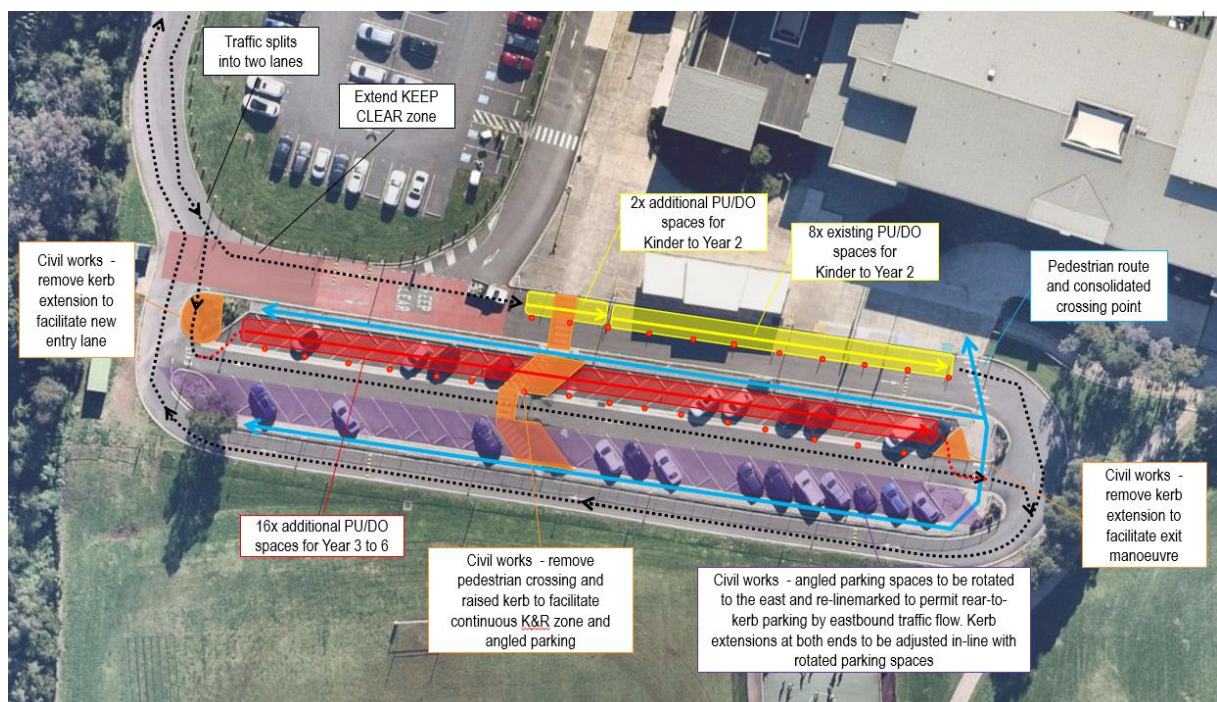 Traffic splits
into two lanes
Extend KEEP
CLEAR zone
2x additional PU/DO
spaces for
Kinder to Year 2
8x existing PU/DO
spaces for
Kinder to Year 2
Pedestrian route
and consolidated
crossing point
Civil works -
remove kerb
extension to
facilitate new
entry lane
KEEP
CLEAR
16x additional PU/DO
spaces for Year 3 to 6
Civil works - remove
pedestrian crossing and
raised kerb to facilitate
continuous K&R zone and
angled parking
Civil works - angled parking spaces to be rotated
to the east and re-linemarked to permit rear-to-
kerb parking by eastbound traffic flow. Kerb
extensions at both ends to be adjusted in-line with
rotated parking spaces
Civil works -
remove kerb
extension to
facilitate exit
manoeuvre